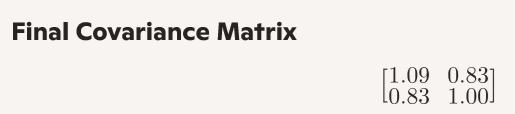 Final Covariance Matrix
[1.09 0.83]
[0.83 1.00]